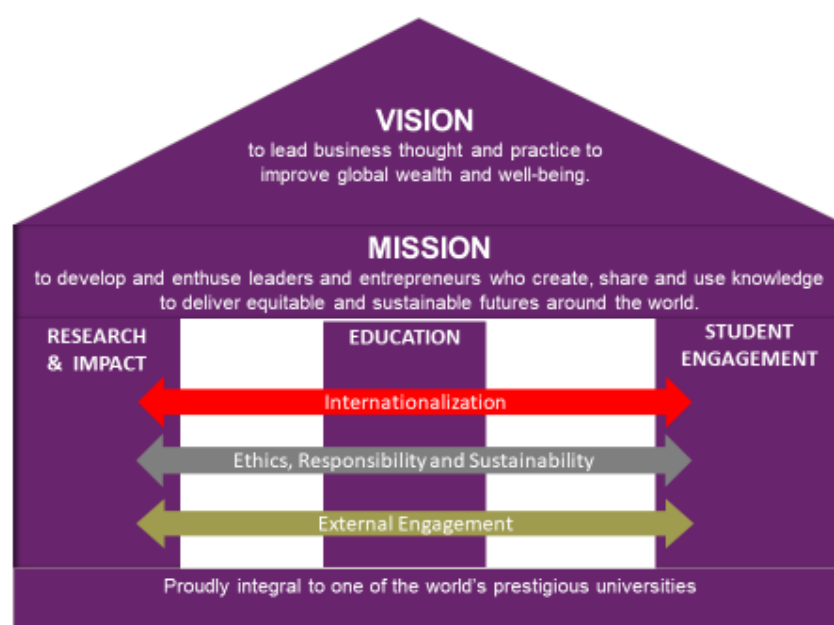 VISION
to lead business thought and practice to
improve global wealth and well-being.
MISSION
to develop and enthuse leaders and entrepreneurs who create, share and use knowledge
to deliver equitable and sustainable futures around the world.
RESEARCH
& IMPACT
EDUCATION
STUDENT
ENGAGEMENT
Internationalization
Ethics, Responsibility and Sustainability
External Engagement
Proudly integral to one of the world's prestigious universities